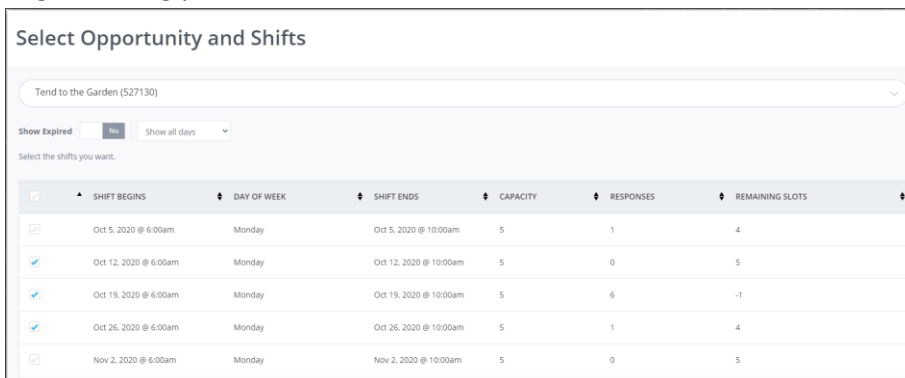 Select Opportunity and Shifts
Tend to the Garden (527130)
Show Expired No Show all days
Select the shifts you want.
SHIFT BEGINS DAY OF WEEK SHIFT ENDS CAPACITY RESPONSES REMAINING SLOTS
Oct 5, 2020 @ 6:00am Monday Oct 5, 2020 @ 10:00am 5 1 4
Oct 12, 2020 @ 6:00am Monday Oct 12, 2020 @ 10:00am 5 0 5
Oct 19, 2020 @ 6:00am Monday Oct 19, 2020 @ 10:00am 5 6 -1
Oct 26, 2020 @ 6:00am Monday Oct 26, 2020 @ 10:00am 5 1 4
Nov 2, 2020 @ 6:00am Monday Nov 2, 2020 @ 10:00am 5 0 5